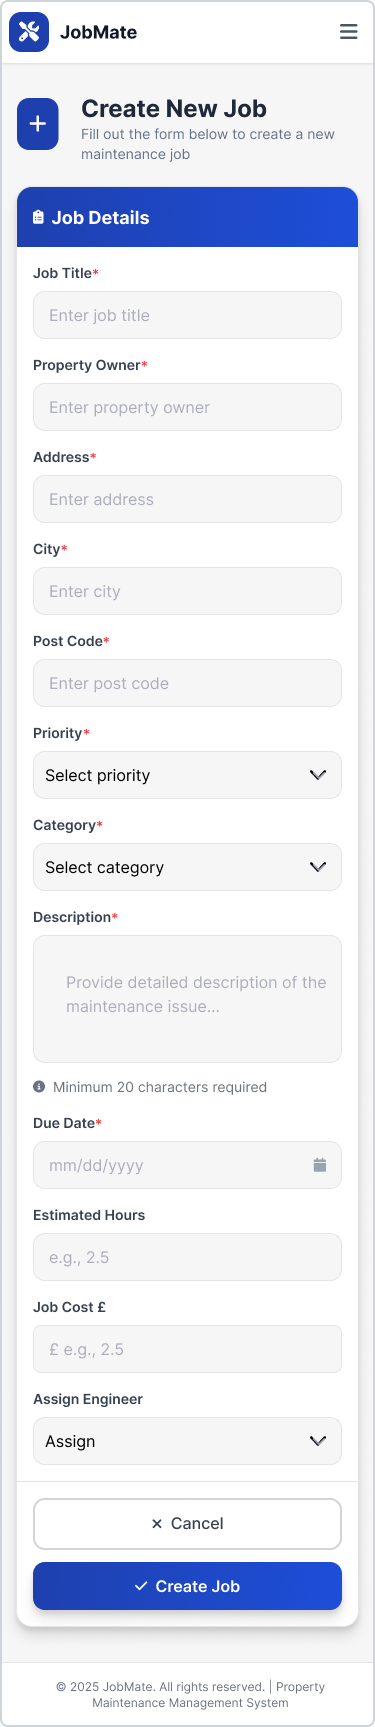 JobMate
Create New Job
Fill out the form below to create a new
maintenance job
Job Details
Job Title*
Enter job title
Property Owner*
Enter property owner
Address*
Enter address
City*
Enter city
Post Code*
Enter post code
Priority*
Select priority
Category*
Select category
Description*
Provide detailed description of the
maintenance issue...
Minimum 20 characters required
Due Date*
mm/dd/yyyy
Estimated Hours
e.g., 2.5
Job Cost £
£ e.g., 2.5
Assign Engineer
Assign
Cancel
Create Job
© 2025 JobMate. All rights reserved. | Property
Maintenance Management System